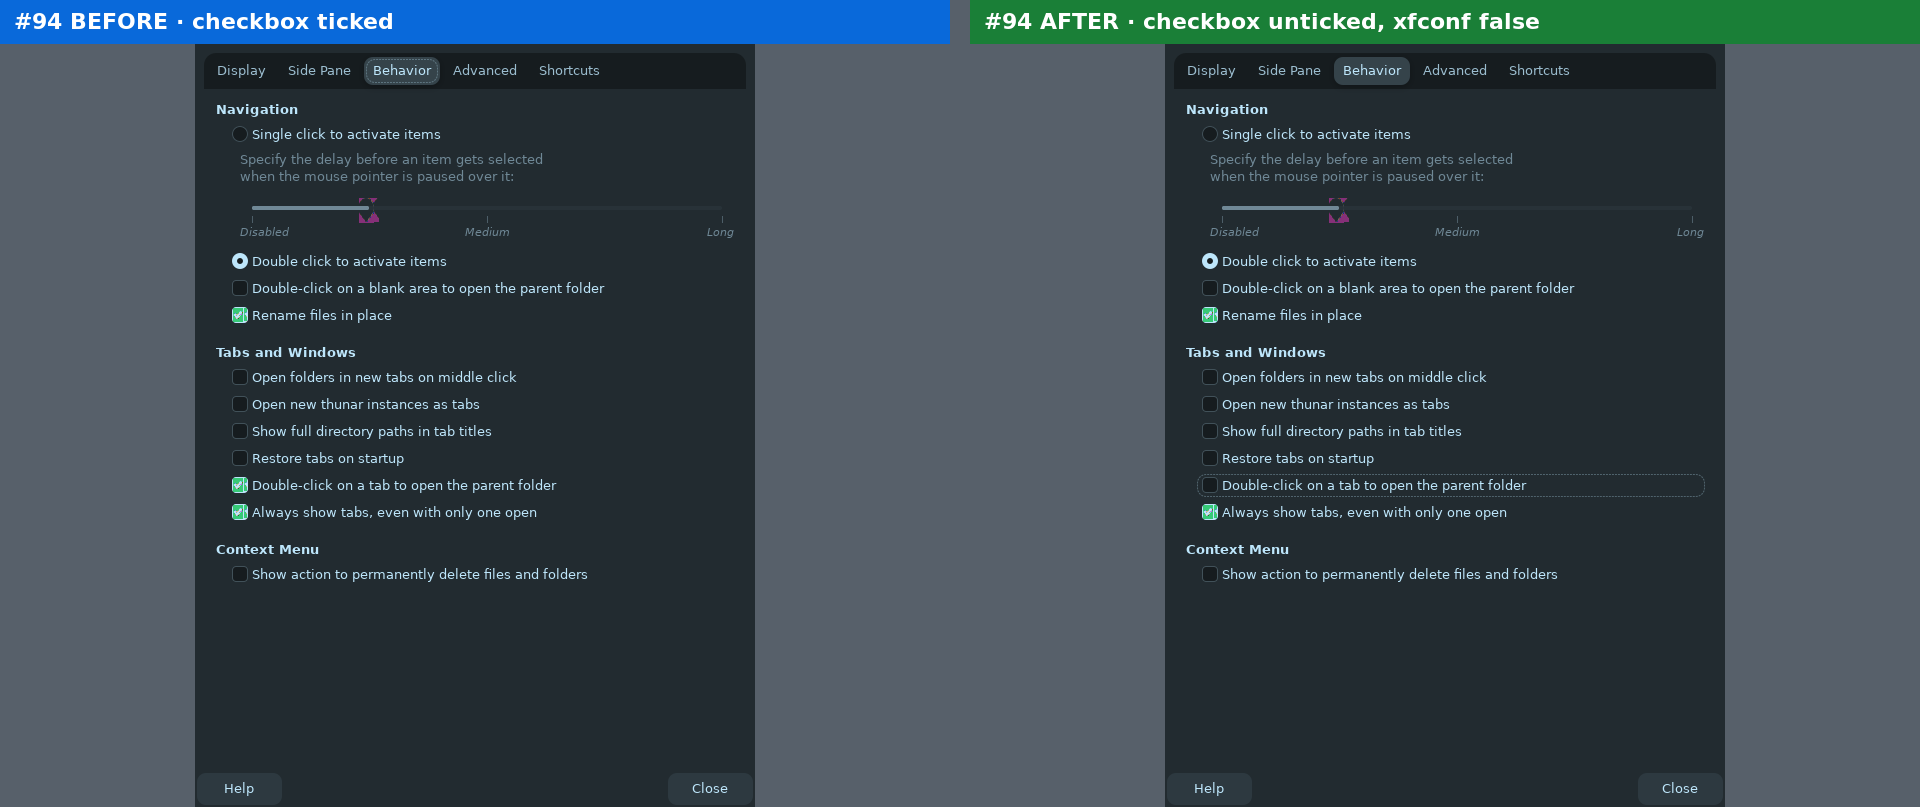 #94 BEFORE · checkbox ticked
Display Side Pane Behavior Advanced Shortcuts
Navigation
Single click to activate items
Specify the delay before an item gets selected
when the mouse pointer is paused over it:
Disabled Medium Long
Double click to activate items
Double-click on a blank area to open the parent folder
Rename files in place
Tabs and Windows
Open folders in new tabs on middle click
Open new thunar instances as tabs
Show full directory paths in tab titles
Restore tabs on startup
Double-click on a tab to open the parent folder
Always show tabs, even with only one open
Context Menu
Show action to permanently delete files and folders
Help Close
#94 AFTER · checkbox unticked, xfconf false
Display Side Pane Behavior Advanced Shortcuts
Navigation
Single click to activate items
Specify the delay before an item gets selected
when the mouse pointer is paused over it:
Disabled Medium Long
Double click to activate items
Double-click on a blank area to open the parent folder
Rename files in place
Tabs and Windows
Open folders in new tabs on middle click
Open new thunar instances as tabs
Show full directory paths in tab titles
Restore tabs on startup
Double-click on a tab to open the parent folder
Always show tabs, even with only one open
Context Menu
Show action to permanently delete files and folders
Help Close